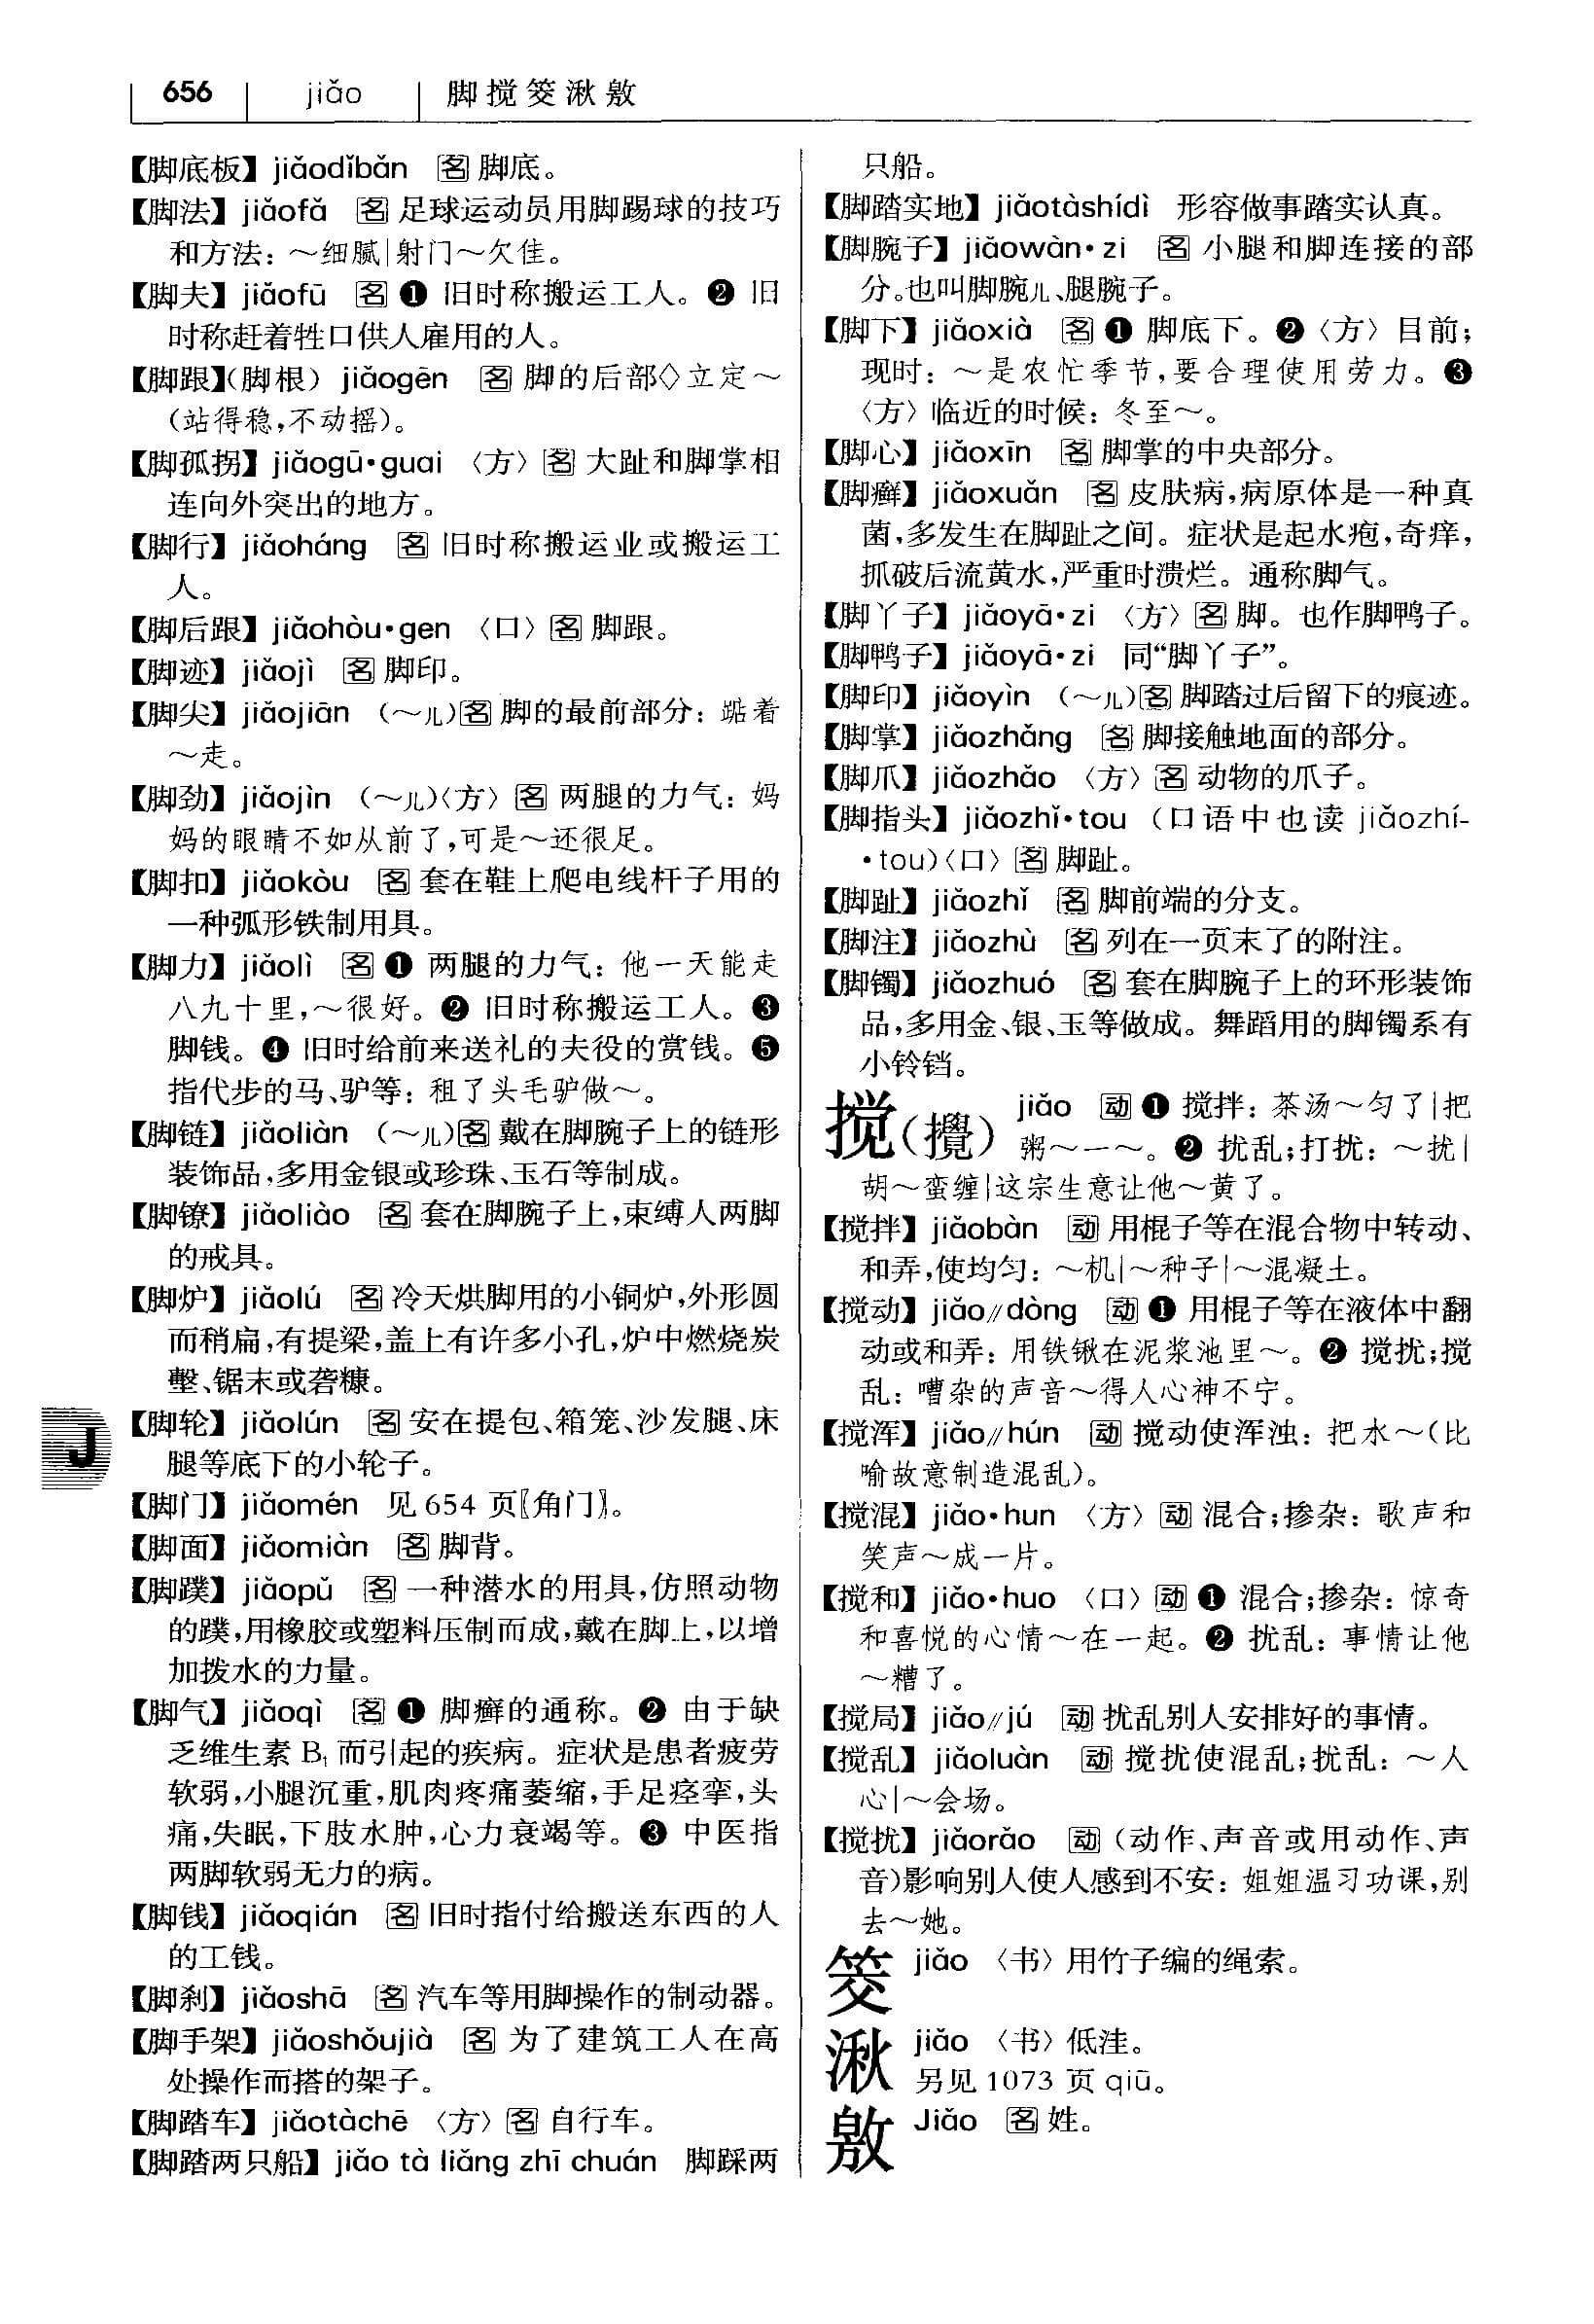 656 jiǎo 脚搅筊湫敫
【脚底板】jiǎodǐbǎn 名 脚底。
【脚法】jiǎofǎ 名 足球运动员用脚踢球的技巧
和方法：～细腻|射门～欠佳。
【脚夫】jiǎofū 名 ❶ 旧时称搬运工人。❷ 旧
时称赶着牲口供人雇用的人。
【脚跟】(脚根) jiǎogēn 名 脚的后部◇立定～
(站得稳，不动摇)。
【脚孤拐】jiǎogū·guai 〈方〉名 大趾和脚掌相
连向外突出的地方。
【脚行】jiǎoháng 名 旧时称搬运业或搬运工
人。
【脚后跟】jiǎohòu·gen 〈口〉名 脚跟。
【脚迹】jiǎojì 名 脚印。
【脚尖】jiǎojiān (～儿)名 脚的最前部分：踮着
～走。
【脚劲】jiǎojìn (～儿)〈方〉名 两腿的力气：妈
妈的眼睛不如从前了，可是～还很足。
【脚扣】jiǎokòu 名 套在鞋上爬电线杆子用的
一种弧形铁制用具。
【脚力】jiǎolì 名 ❶ 两腿的力气：他一天能走
八九十里，～很好。❷ 旧时称搬运工人。❸
脚钱。❹ 旧时给前来送礼的夫役的赏钱。❺
指代步的马、驴等：租了头毛驴做～。
【脚链】jiǎoliàn (～儿)名 戴在脚腕子上的链形
装饰品，多用金银或珍珠、玉石等制成。
【脚镣】jiǎoliào 名 套在脚腕子上，束缚人两脚
的戒具。
【脚炉】jiǎolú 名 冷天烘脚用的小铜炉，外形圆
而稍扁，有提梁，盖上有许多小孔，炉中燃烧炭
墼、锯末或砻糠。
J
【脚轮】jiǎolún 名 安在提包、箱笼、沙发腿、床
腿等底下的小轮子。
【脚门】jiǎomén 见 654 页〖角门〗。
【脚面】jiǎomiàn 名 脚背。
【脚蹼】jiǎopǔ 名 一种潜水的用具，仿照动物
的蹼，用橡胶或塑料压制而成，戴在脚上，以增
加拨水的力量。
【脚气】jiǎoqì 名 ❶ 脚癣的通称。❷ 由于缺
乏维生素 B₁ 而引起的疾病。症状是患者疲劳
软弱，小腿沉重，肌肉疼痛萎缩，手足痉挛，头
痛，失眠，下肢水肿，心力衰竭等。❸ 中医指
两脚软弱无力的病。
【脚钱】jiǎoqián 名 旧时指付给搬送东西的人
的工钱。
【脚刹】jiǎoshā 名 汽车等用脚操作的制动器。
【脚手架】jiǎoshǒujià 名 为了建筑工人在高
处操作而搭的架子。
【脚踏车】jiǎotàchē 〈方〉名 自行车。
【脚踏两只船】jiǎo tà liǎng zhī chuán 脚踩两
只船。
【脚踏实地】jiǎotàshídì 形容做事踏实认真。
【脚腕子】jiǎowàn·zi 名 小腿和脚连接的部
分。也叫脚腕儿、腿腕子。
【脚下】jiǎoxià 名 ❶ 脚底下。❷〈方〉目前；
现时：～是农忙季节，要合理使用劳力。❸
〈方〉临近的时候：冬至～。
【脚心】jiǎoxīn 名 脚掌的中央部分。
【脚癣】jiǎoxuǎn 名 皮肤病，病原体是一种真
菌，多发生在脚趾之间。症状是起水疱，奇痒，
抓破后流黄水，严重时溃烂。通称脚气。
【脚丫子】jiǎoyā·zi 〈方〉名 脚。也作脚鸭子。
【脚鸭子】jiǎoyā·zi 同“脚丫子”。
【脚印】jiǎoyìn (～儿)名 脚踏过后留下的痕迹。
【脚掌】jiǎozhǎng 名 脚接触地面的部分。
【脚爪】jiǎozhǎo 〈方〉名 动物的爪子。
【脚指头】jiǎozhǐ·tou (口语中也读 jiǎozhí-
·tou)〈口〉名 脚趾。
【脚趾】jiǎozhǐ 名 脚前端的分支。
【脚注】jiǎozhù 名 列在一页末了的附注。
【脚镯】jiǎozhuó 名 套在脚腕子上的环形装饰
品，多用金、银、玉等做成。舞蹈用的脚镯系有
小铃铛。
搅(攪) jiǎo 动 ❶ 搅拌：茶汤～匀了|把
粥～一～。❷ 扰乱；打扰：～扰|
胡～蛮缠|这宗生意让他～黄了。
【搅拌】jiǎobàn 动 用棍子等在混合物中转动、
和弄，使均匀：～机|～种子|～混凝土。
【搅动】jiǎo//dòng 动 ❶ 用棍子等在液体中翻
动或和弄：用铁锹在泥浆池里～。❷ 搅扰；搅
乱：嘈杂的声音～得人心神不宁。
【搅浑】jiǎo//hún 动 搅动使浑浊：把水～(比
喻故意制造混乱)。
【搅混】jiǎo·hun 〈方〉动 混合；掺杂：歌声和
笑声～成一片。
【搅和】jiǎo·huo 〈口〉动 ❶ 混合；掺杂：惊奇
和喜悦的心情～在一起。❷ 扰乱：事情让他
～糟了。
【搅局】jiǎo//jú 动 扰乱别人安排好的事情。
【搅乱】jiǎoluàn 动 搅扰使混乱；扰乱：～人
心|～会场。
【搅扰】jiǎorǎo 动 (动作、声音或用动作、声
音)影响别人使人感到不安：姐姐温习功课，别
去～她。
筊 jiǎo 〈书〉用竹子编的绳索。
湫 jiǎo 〈书〉低洼。
另见 1073 页 qiū。
敫 Jiǎo 名 姓。